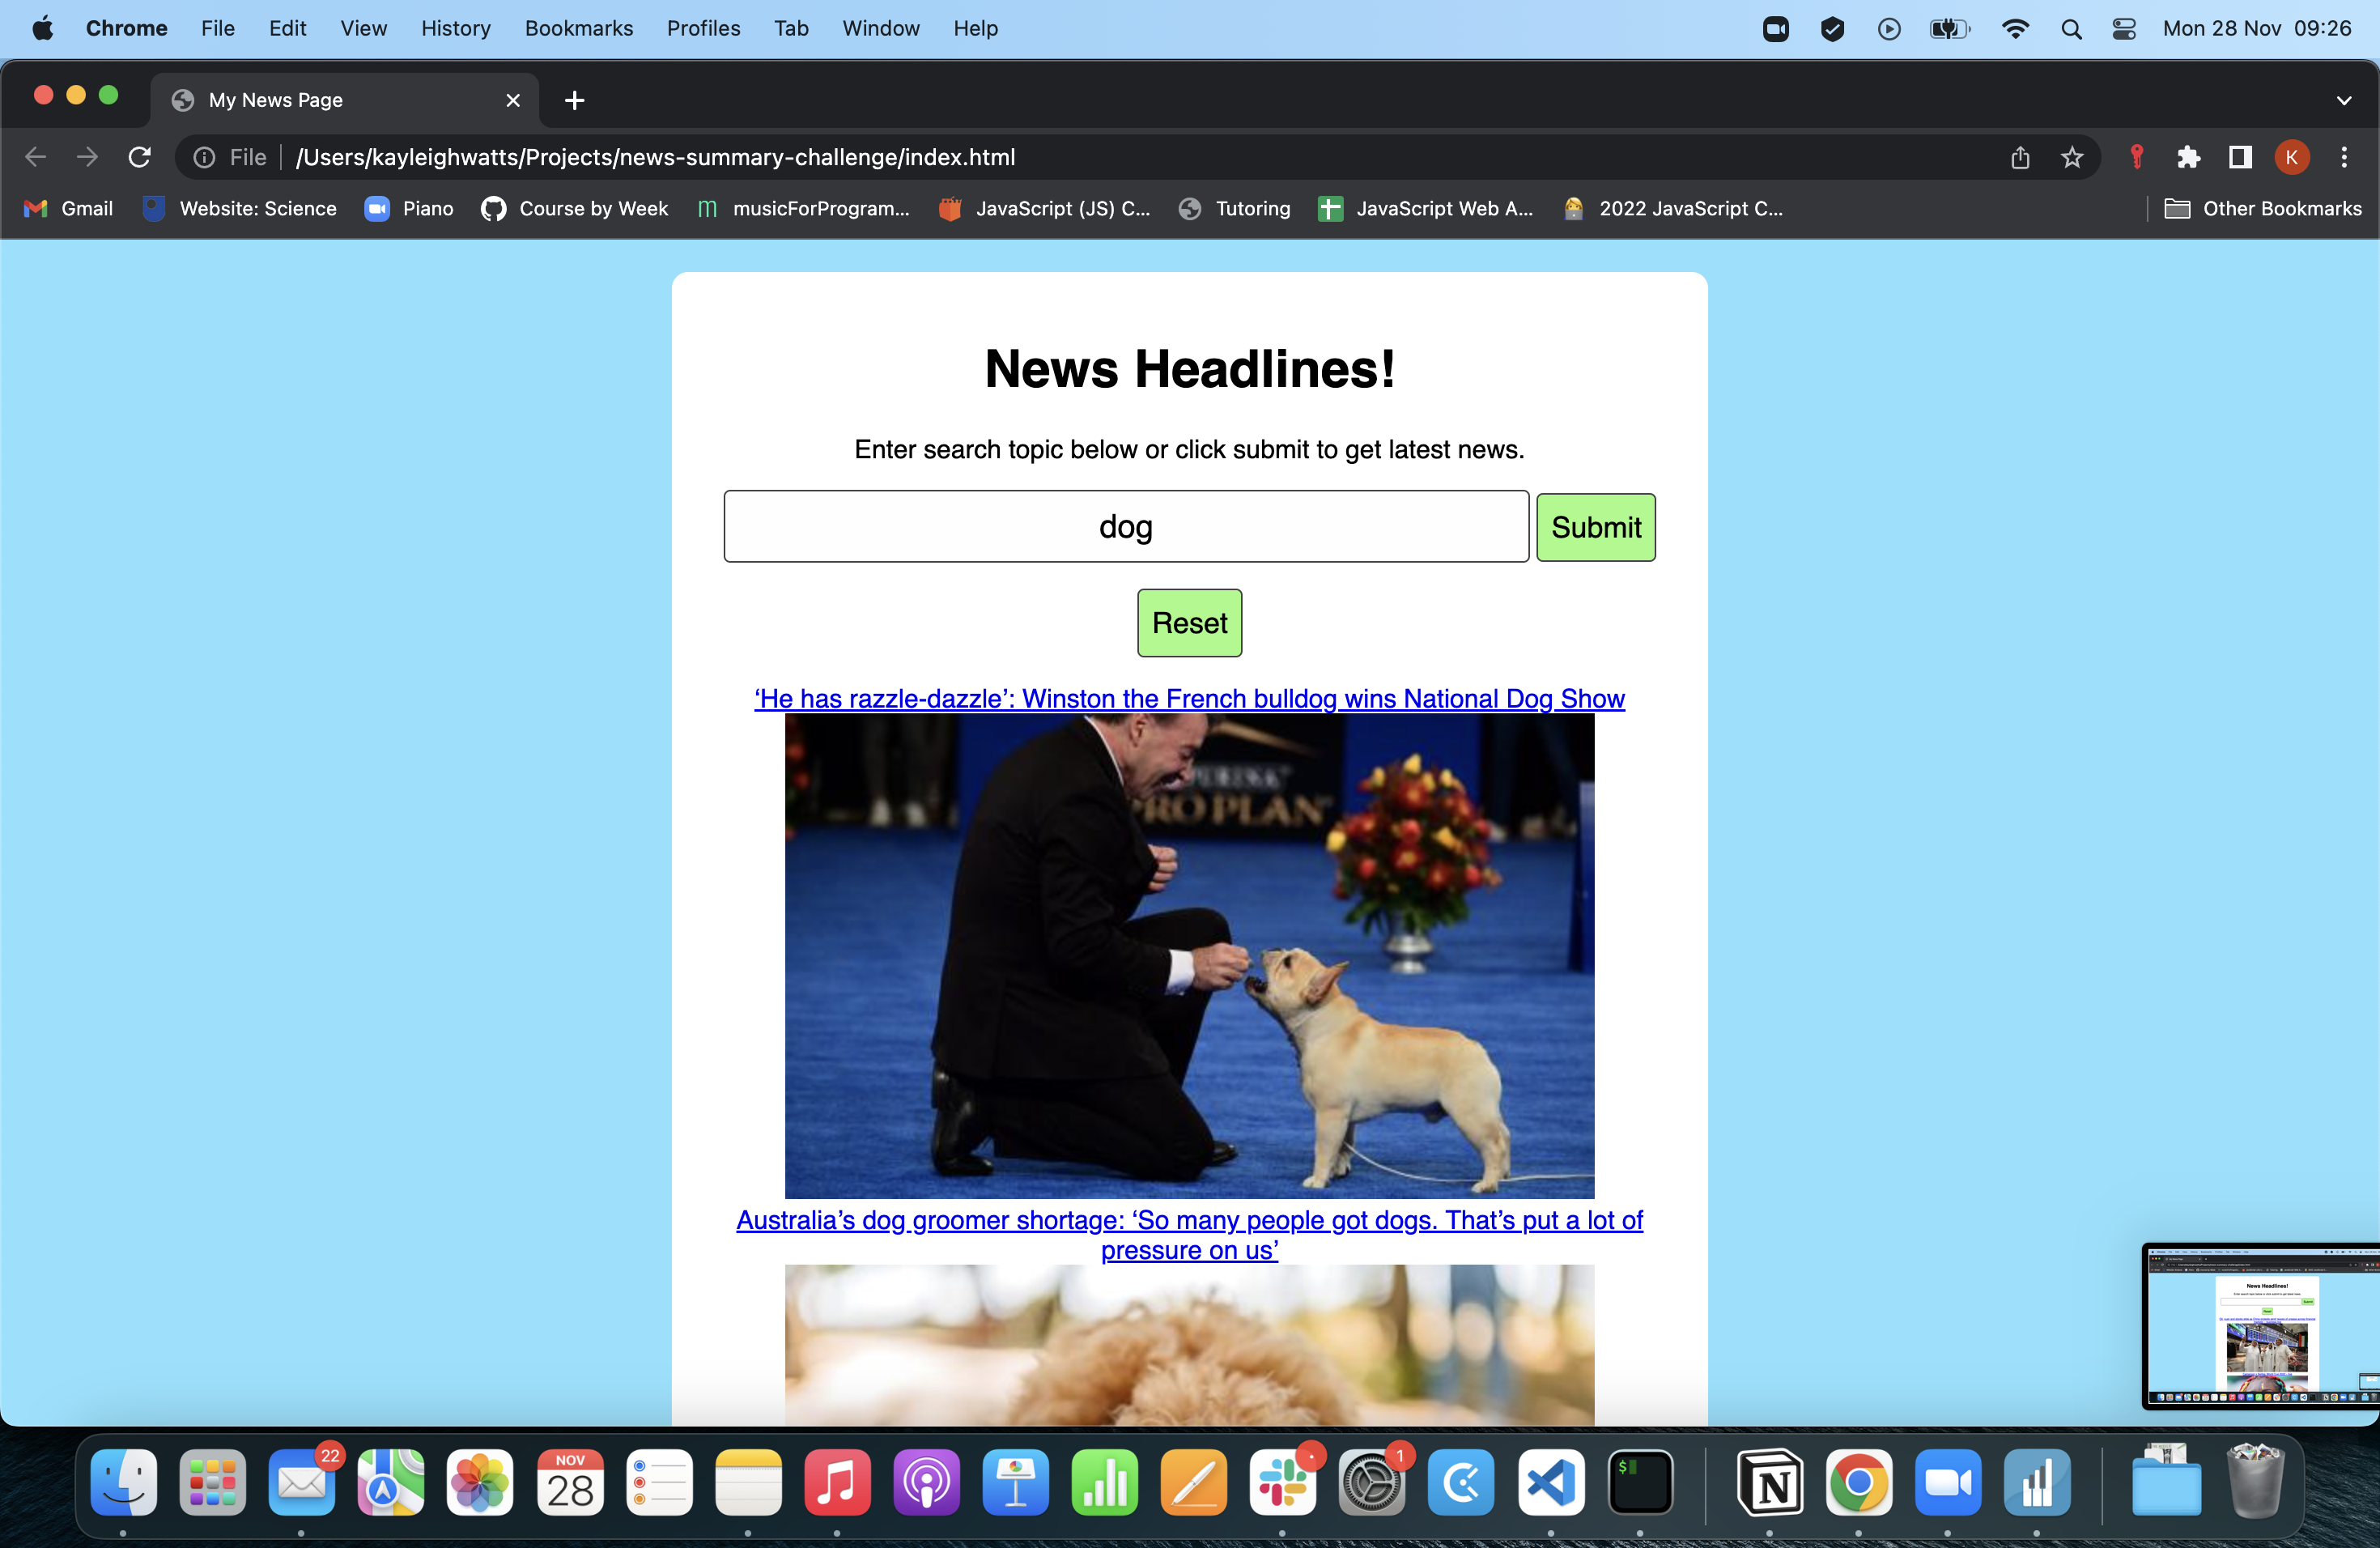 Chrome File Edit View History Bookmarks Profiles Tab Window Help Mon 28 Nov 09:26
My News Page
File /Users/kayleighwatts/Projects/news-summary-challenge/index.html K
Gmail Website: Science Piano Course by Week musicForProgram... JavaScript (JS) C... Tutoring JavaScript Web A... 2022 JavaScript C... Other Bookmarks
News Headlines!
Enter search topic below or click submit to get latest news.
dog Submit
Reset
‘He has razzle-dazzle’: Winston the French bulldog wins National Dog Show
PURINA
PRO PLAN
Australia’s dog groomer shortage: ‘So many people got dogs. That’s put a lot of
pressure on us’
News Headlines!
22 NOV 1
28 $